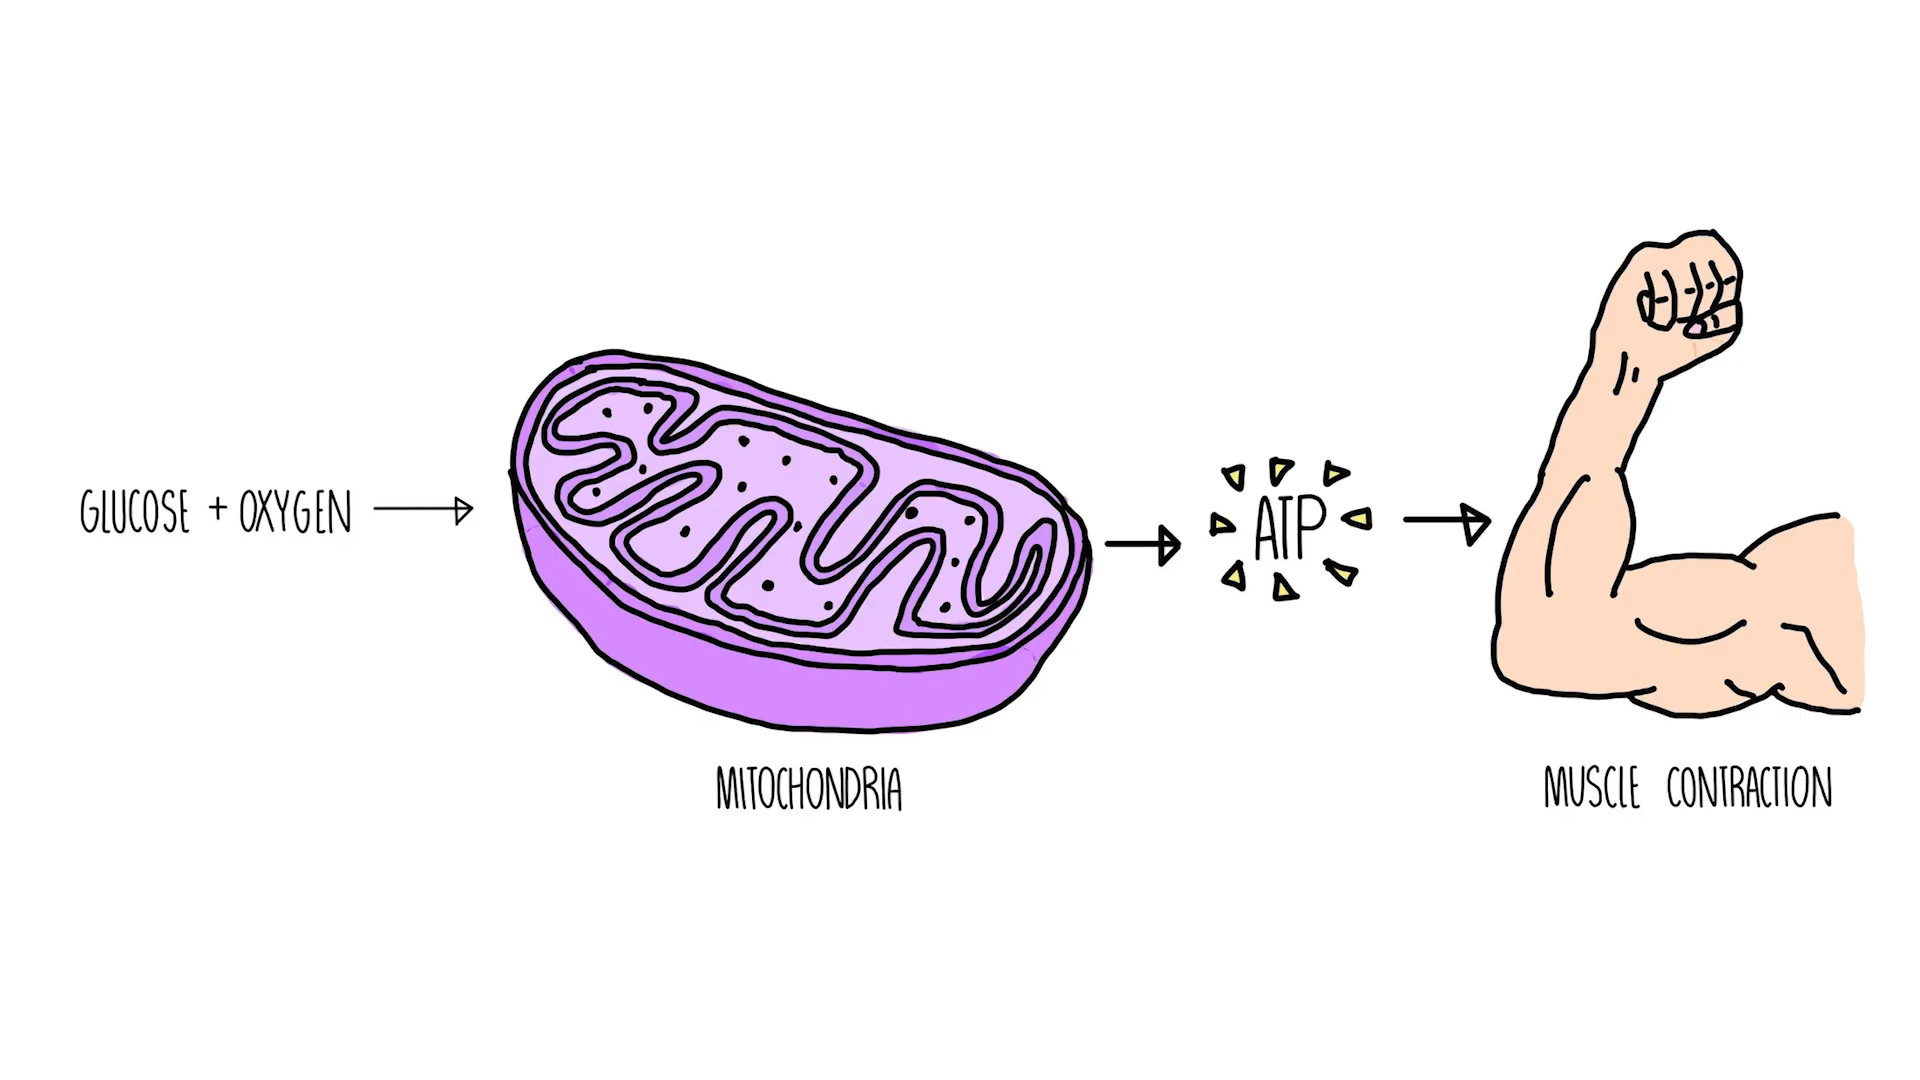 GLUCOSE + OXYGEN
ATP
MITOCHONDRIA
MUSCLE CONTRACTION